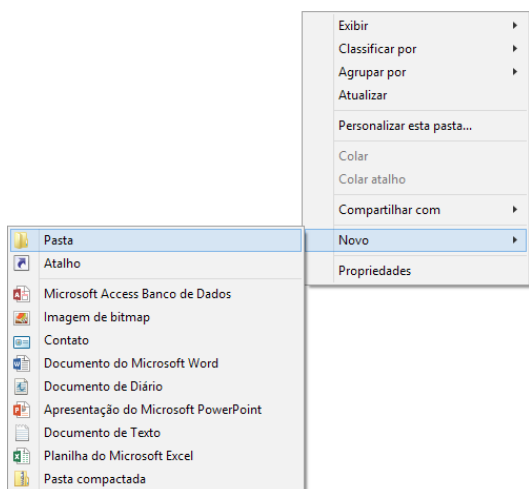 Exibir
Classificar por
Agrupar por
Atualizar
Personalizar esta pasta...
Colar
Colar atalho
Compartilhar com
Novo
Propriedades
Pasta
Atalho
Microsoft Access Banco de Dados
Imagem de bitmap
Contato
Documento do Microsoft Word
Documento de Diário
Apresentação do Microsoft PowerPoint
Documento de Texto
Planilha do Microsoft Excel
Pasta compactada